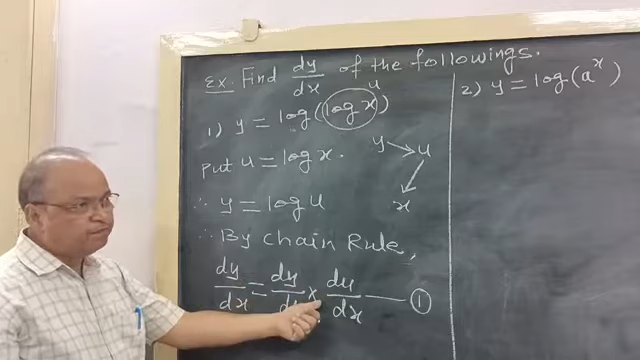 Ex. Find dy/dx of the followings.
1) y = log(log x)
u
Put u = log x.
y → u
x
∴ y = log u
∴ By Chain Rule,
dy/dx = dy/du × du/dx — ①
2) y = log(a^x)